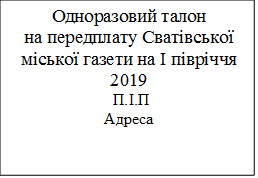 Одноразовий талон
на передплату Сватівської
міської газети на І півріччя
2019
П.І.П
Адреса